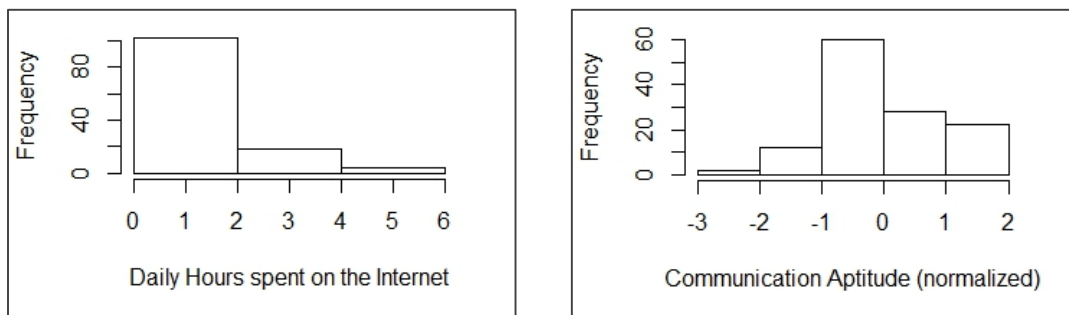 Frequency
80
40
0
0 1 2 3 4 5 6
Daily Hours spent on the Internet
Frequency
60
40
20
0
-3 -2 -1 0 1 2
Communication Aptitude (normalized)